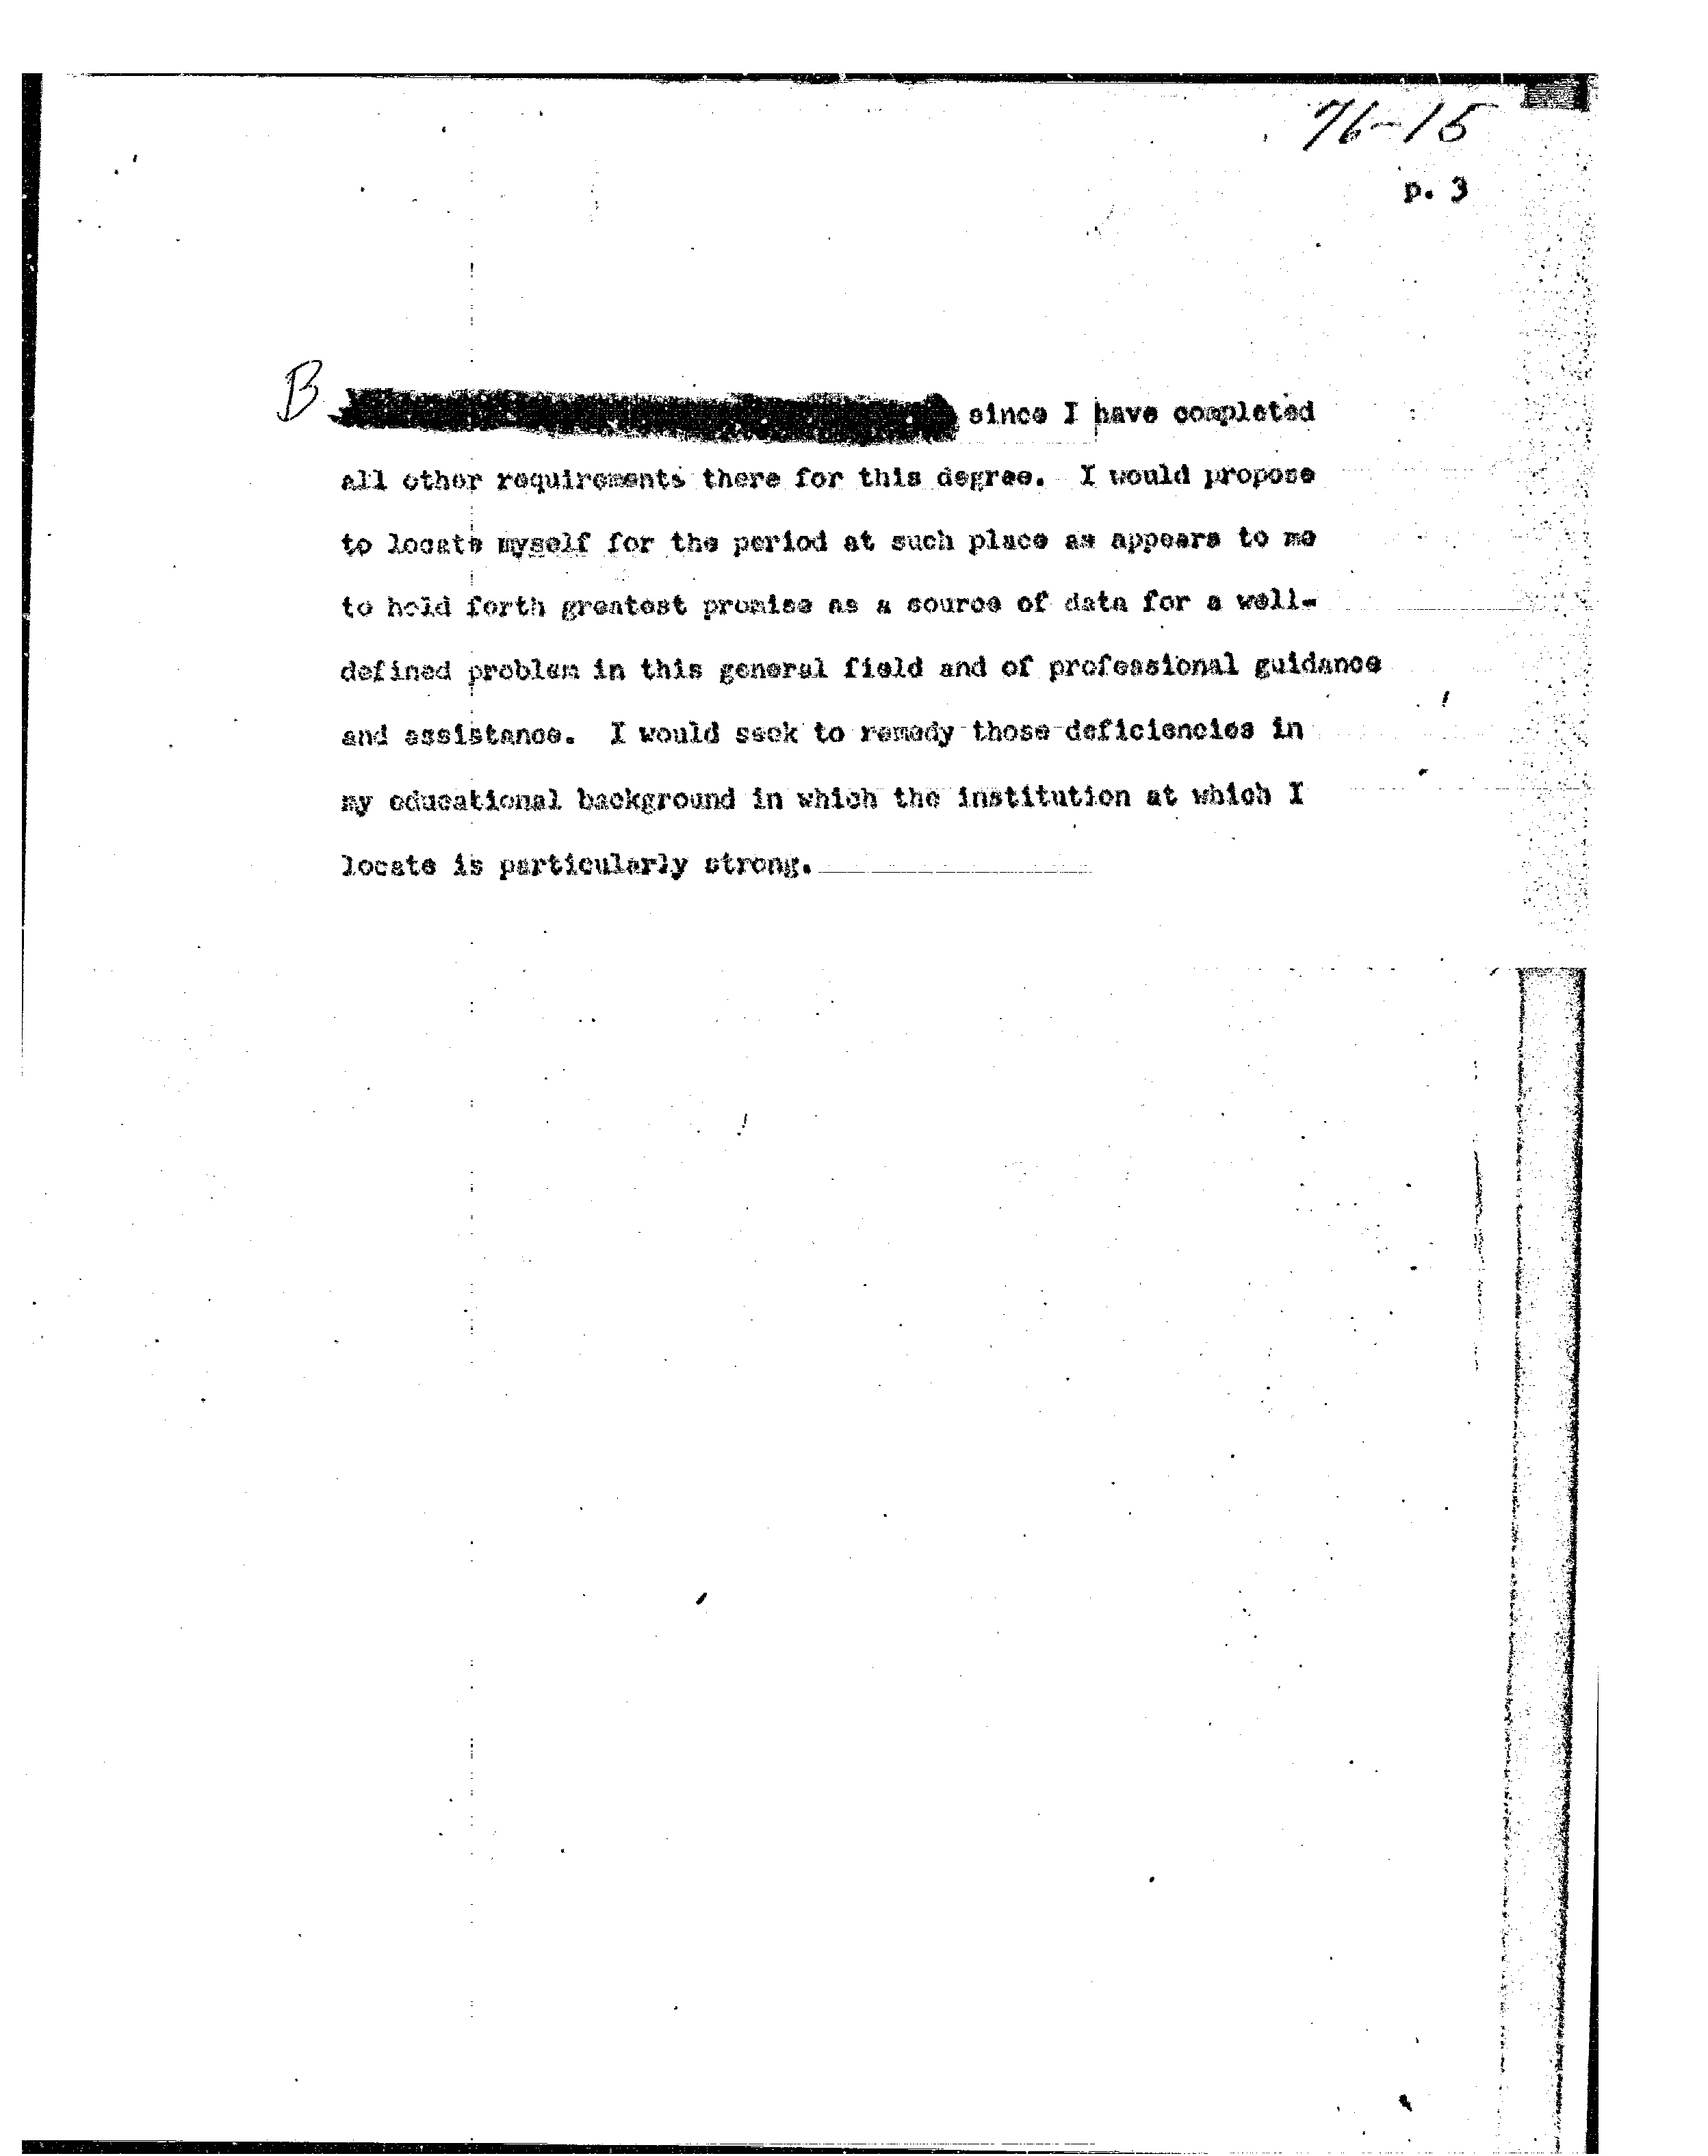 76-15
p. 3
B
since I have completed
all other requirements there for this degree. I would propose
to locate myself for the period at such place as appears to me
to hold forth greatest promise as a source of data for a well-
defined problem in this general field and of professional guidance
and assistance. I would seek to remedy those deficiencies in
my educational background in which the institution at which I
locate is particularly strong.